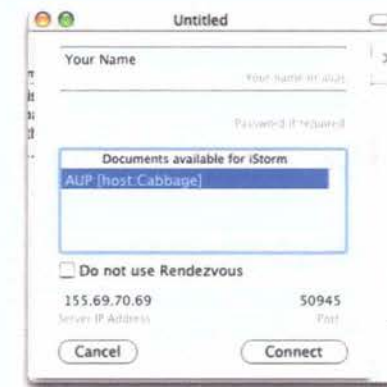 Untitled
Your Name
Your name or alias
Password if required
Documents available for iStorm
AUP [host:Cabbage]
Do not use Rendezvous
155.69.70.69 50945
Server IP Address Port
Cancel Connect